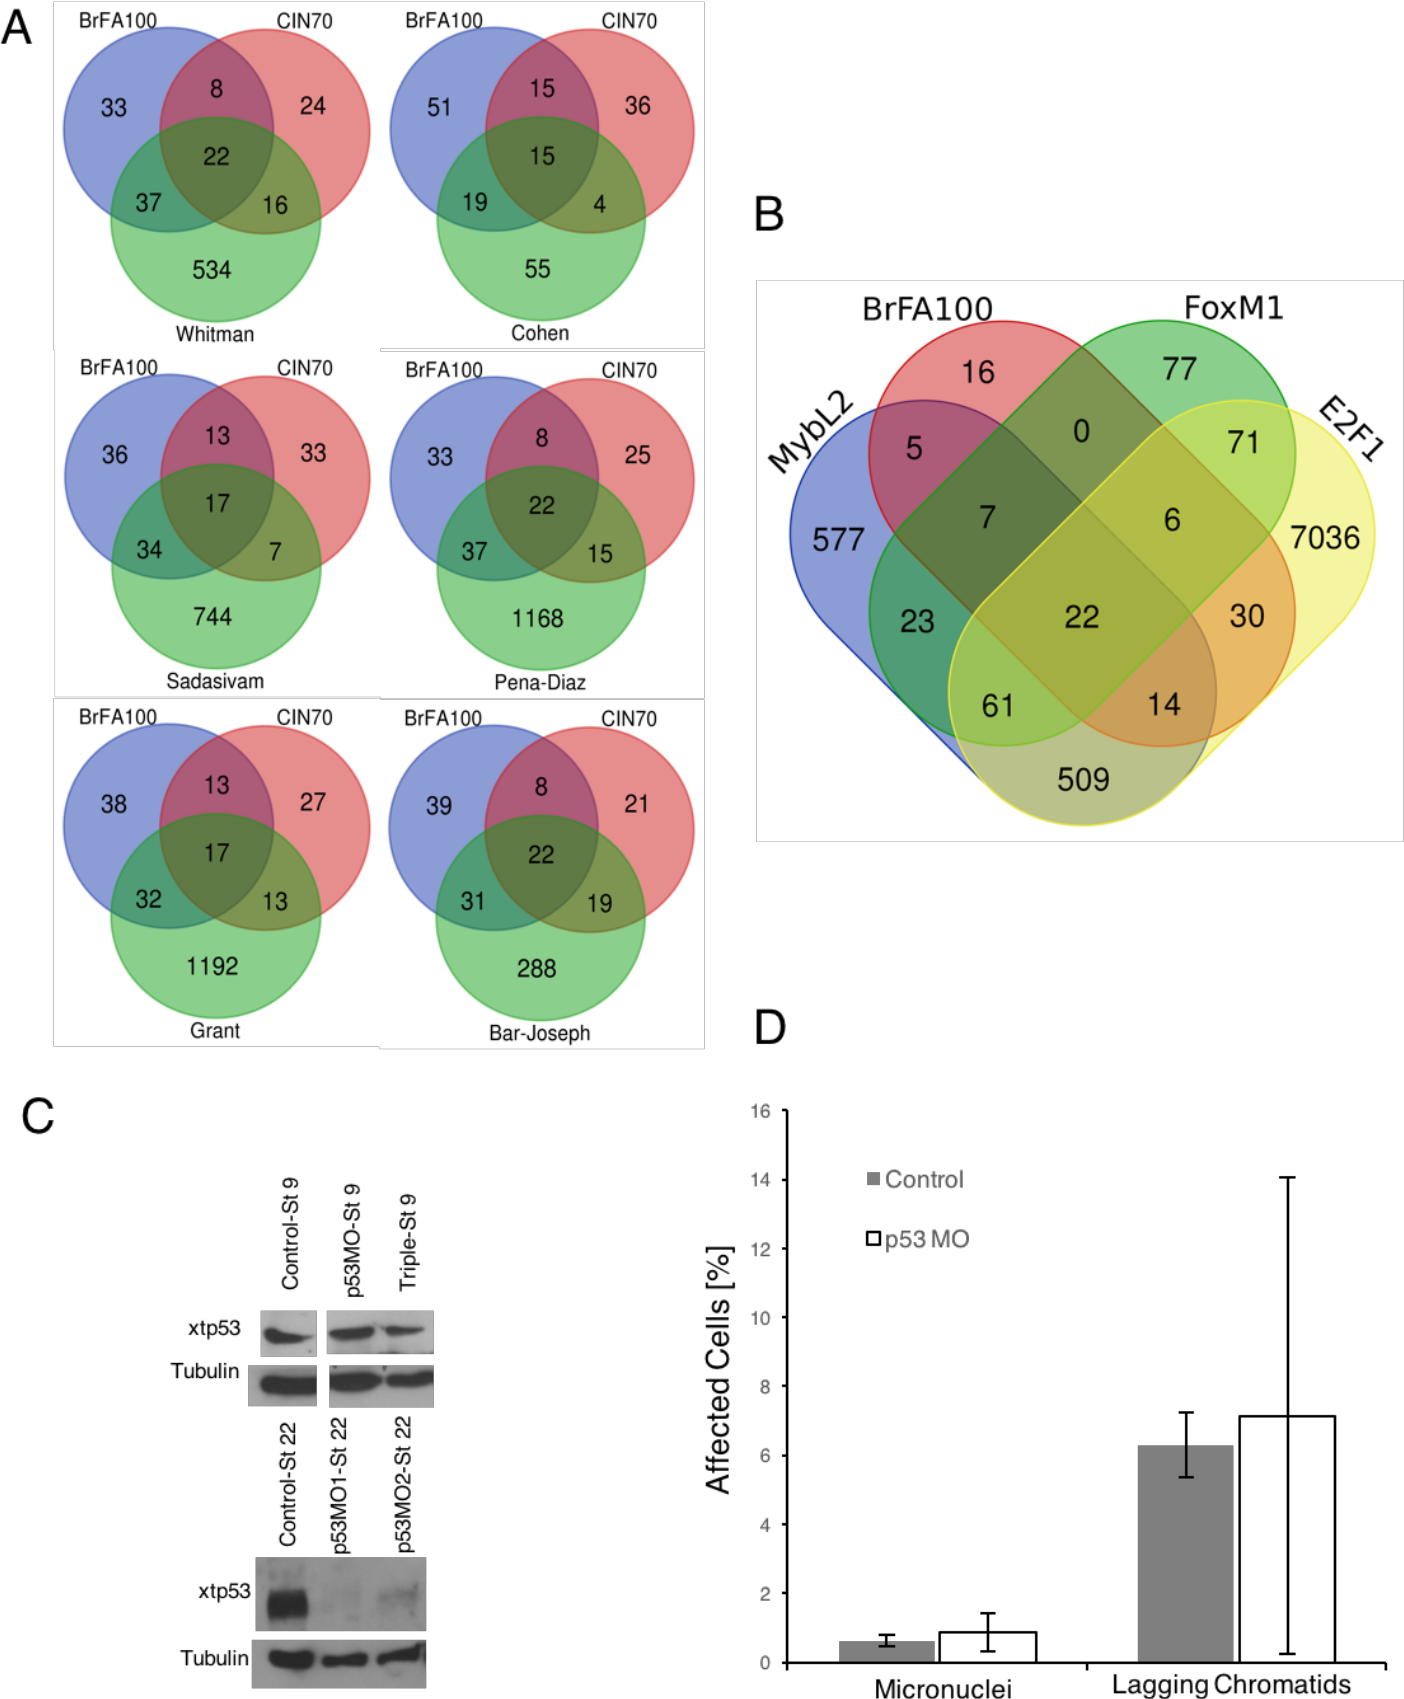 A
BrFA100 CIN70
33 8 24
22
37 16
534
Whitman
BrFA100 CIN70
51 15 36
15
19 4
55
Cohen
BrFA100 CIN70
36 13 33
17
34 7
744
Sadasivam
BrFA100 CIN70
33 8 25
22
37 15
1168
Pena-Diaz
BrFA100 CIN70
38 13 27
17
32 13
1192
Grant
BrFA100 CIN70
39 8 21
22
31 19
288
Bar-Joseph
B
BrFA100 FoxM1
MybL2 E2F1
16 77
5 0 71
577 7 6 7036
23 22 30
61 14
509
C
Control-St 9
p53MO-St 9
Triple-St 9
xtp53
Tubulin
Control-St 22
p53MO1-St 22
p53MO2-St 22
xtp53
Tubulin
D
Affected Cells [%]
16
14
12
10
8
6
4
2
0
Control
p53 MO
Micronuclei
Lagging Chromatids